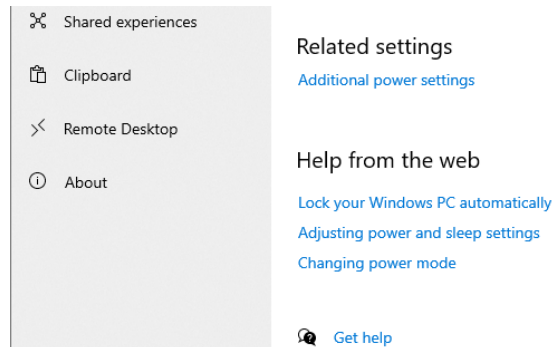 Shared experiences
Clipboard
Remote Desktop
About
Related settings
Additional power settings
Help from the web
Lock your Windows PC automatically
Adjusting power and sleep settings
Changing power mode
Get help